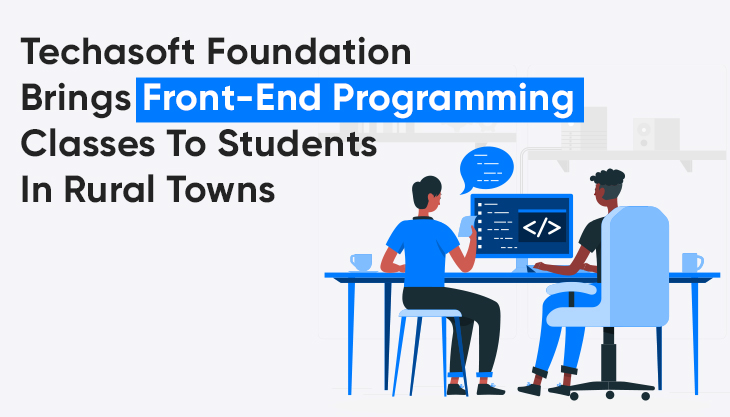 Techasoft Foundation
Brings Front-End Programming
Classes To Students
In Rural Towns
</>